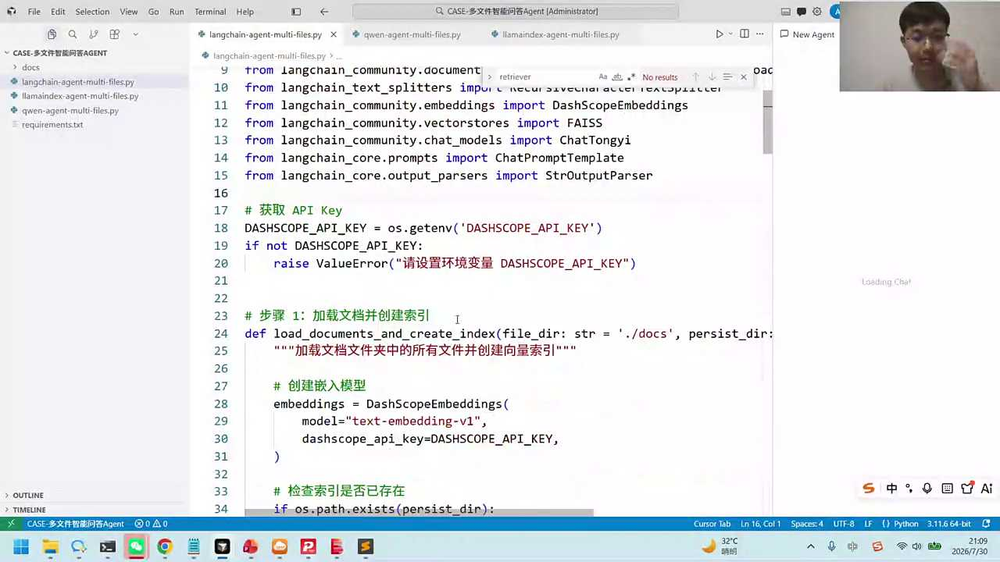 File Edit Selection View Go Run Terminal Help
CASE-多文件智能问答Agent [Administrator]
langchain-agent-multi-files.py
qwen-agent-multi-files.py
llamaindex-agent-multi-files.py
New Agent
CASE-多文件智能问答AGENT
docs
langchain-agent-multi-files.py
llamaindex-agent-multi-files.py
qwen-agent-multi-files.py
requirements.txt
OUTLINE
TIMELINE
langchain-agent-multi-files.py > ...
retriever
No results
9 from langchain_community.document
10 from langchain_text_splitters import RecursiveCharacterTextSplitter
11 from langchain_community.embeddings import DashScopeEmbeddings
12 from langchain_community.vectorstores import FAISS
13 from langchain_community.chat_models import ChatTongyi
14 from langchain_core.prompts import ChatPromptTemplate
15 from langchain_core.output_parsers import StrOutputParser
16
17 # 获取 API Key
18 DASHSCOPE_API_KEY = os.getenv('DASHSCOPE_API_KEY')
19 if not DASHSCOPE_API_KEY:
20 raise ValueError("请设置环境变量 DASHSCOPE_API_KEY")
21
22
23 # 步骤 1：加载文档并创建索引
24 def load_documents_and_create_index(file_dir: str = './docs', persist_dir:
25 """加载文档文件夹中的所有文件并创建向量索引"""
26
27 # 创建嵌入模型
28 embeddings = DashScopeEmbeddings(
29 model="text-embedding-v1",
30 dashscope_api_key=DASHSCOPE_API_KEY,
31 )
32
33 # 检查索引是否已存在
34 if os.path.exists(persist_dir):
Loading Chat
中
Ai
CASE-多文件智能问答Agent 0 0
Cursor Tab Ln 16, Col 1 Spaces: 4 UTF-8 LF Python 3.11.6 64-bit
32°C
晴朗
21:09
2026/7/30